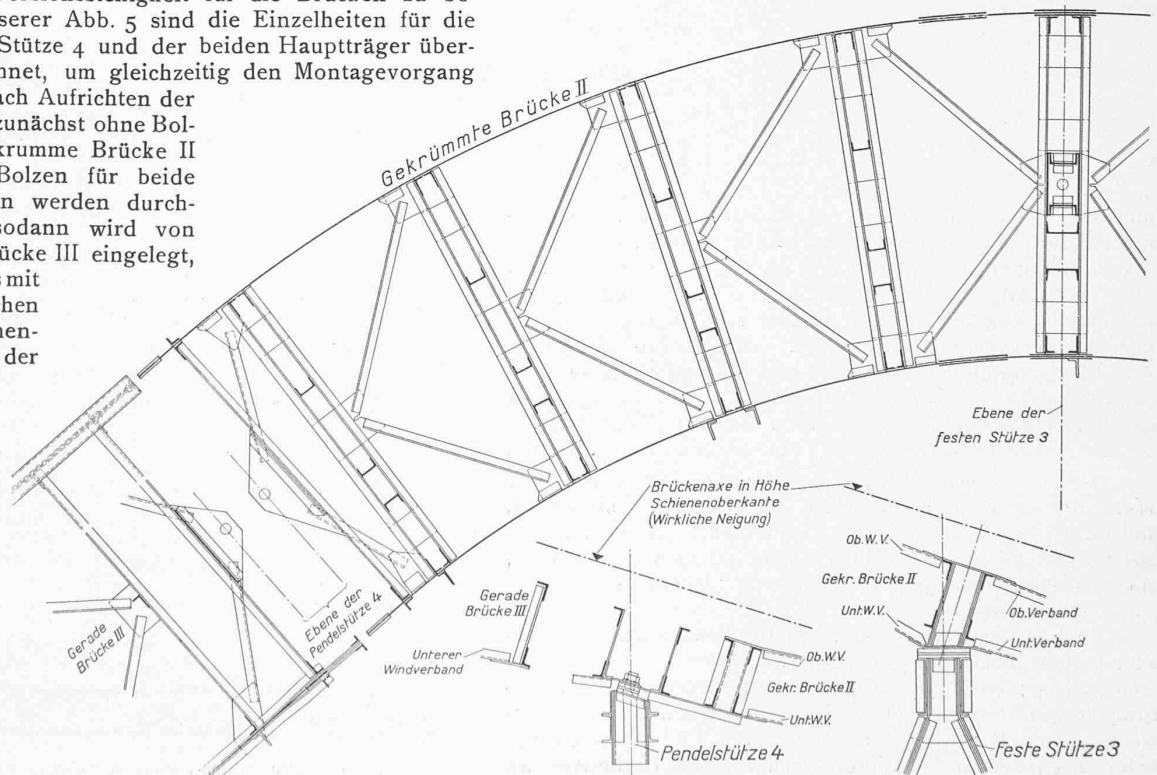 serer Abb. 5 sind die Einzelheiten für die
Stütze 4 und der beiden Hauptträger über-
net, um gleichzeitig den Montagevorgang
ach Aufrichten der
zunächst ohne Bol-
krumme Brücke II
Bolzen für beide
n werden durch-
sodann wird von
ücke III eingelegt,
s mit
chen
nen-
der
Gekrümmte Brücke II
Ebene der
festen Stütze 3
Brückenaxe in Höhe
Schienenoberkante
(Wirkliche Neigung)
Ob.W.V.
Gekr. Brücke II
Unt.W.V.
Ob.Verband
Unt.Verband
Feste Stütze 3
Gerade
Brücke III
Ebene der
Pendelstütze 4
Gerade
Brücke III
Unterer
Windverband
Ob.W.V.
Gekr. Brücke II
Unt.W.V.
Pendelstütze 4